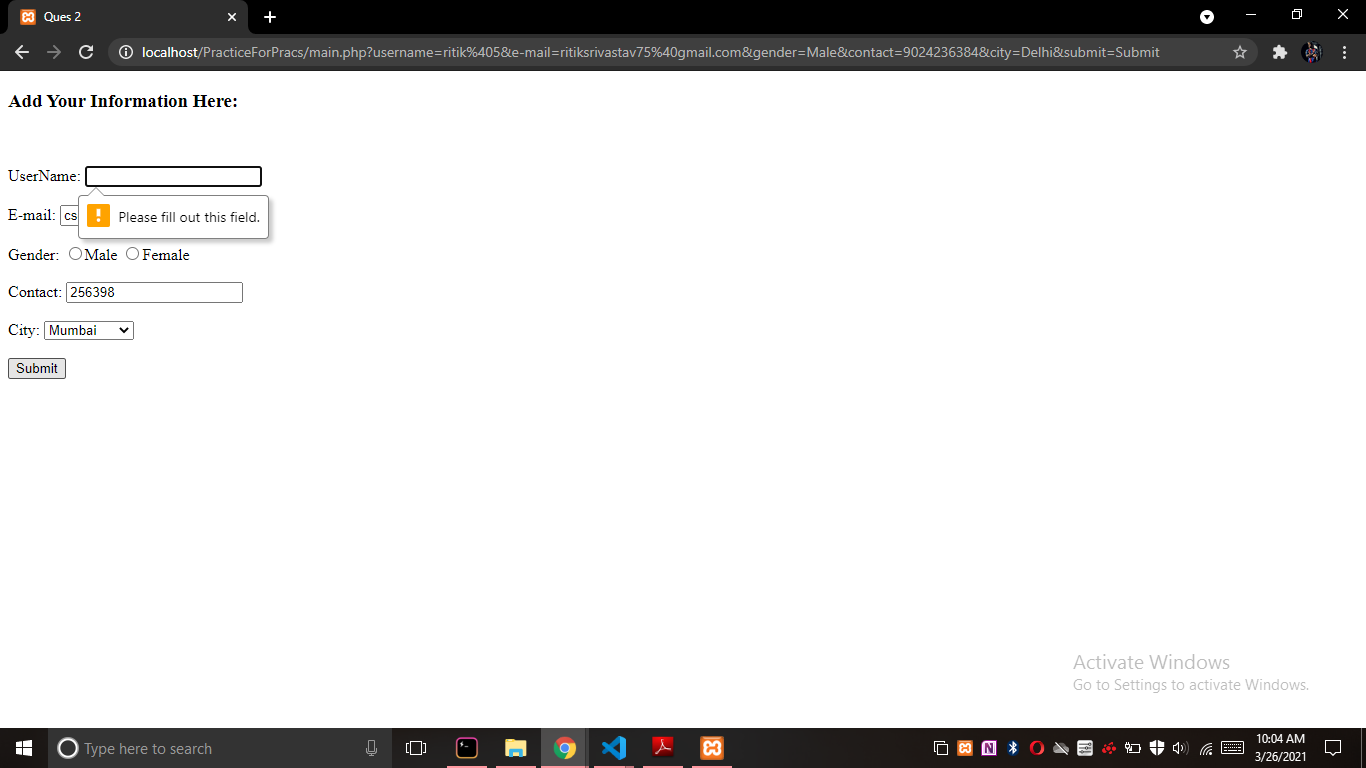 Ques 2
localhost/PracticeForPracs/main.php?username=ritik%405&e-mail=ritiksrivastav75%40gmail.com&gender=Male&contact=9024236384&city=Delhi&submit=Submit
Add Your Information Here:
UserName:
E-mail: cs
Please fill out this field.
Gender: Male Female
Contact: 256398
City: Mumbai
Submit
Activate Windows
Go to Settings to activate Windows.
Type here to search
10:04 AM
3/26/2021